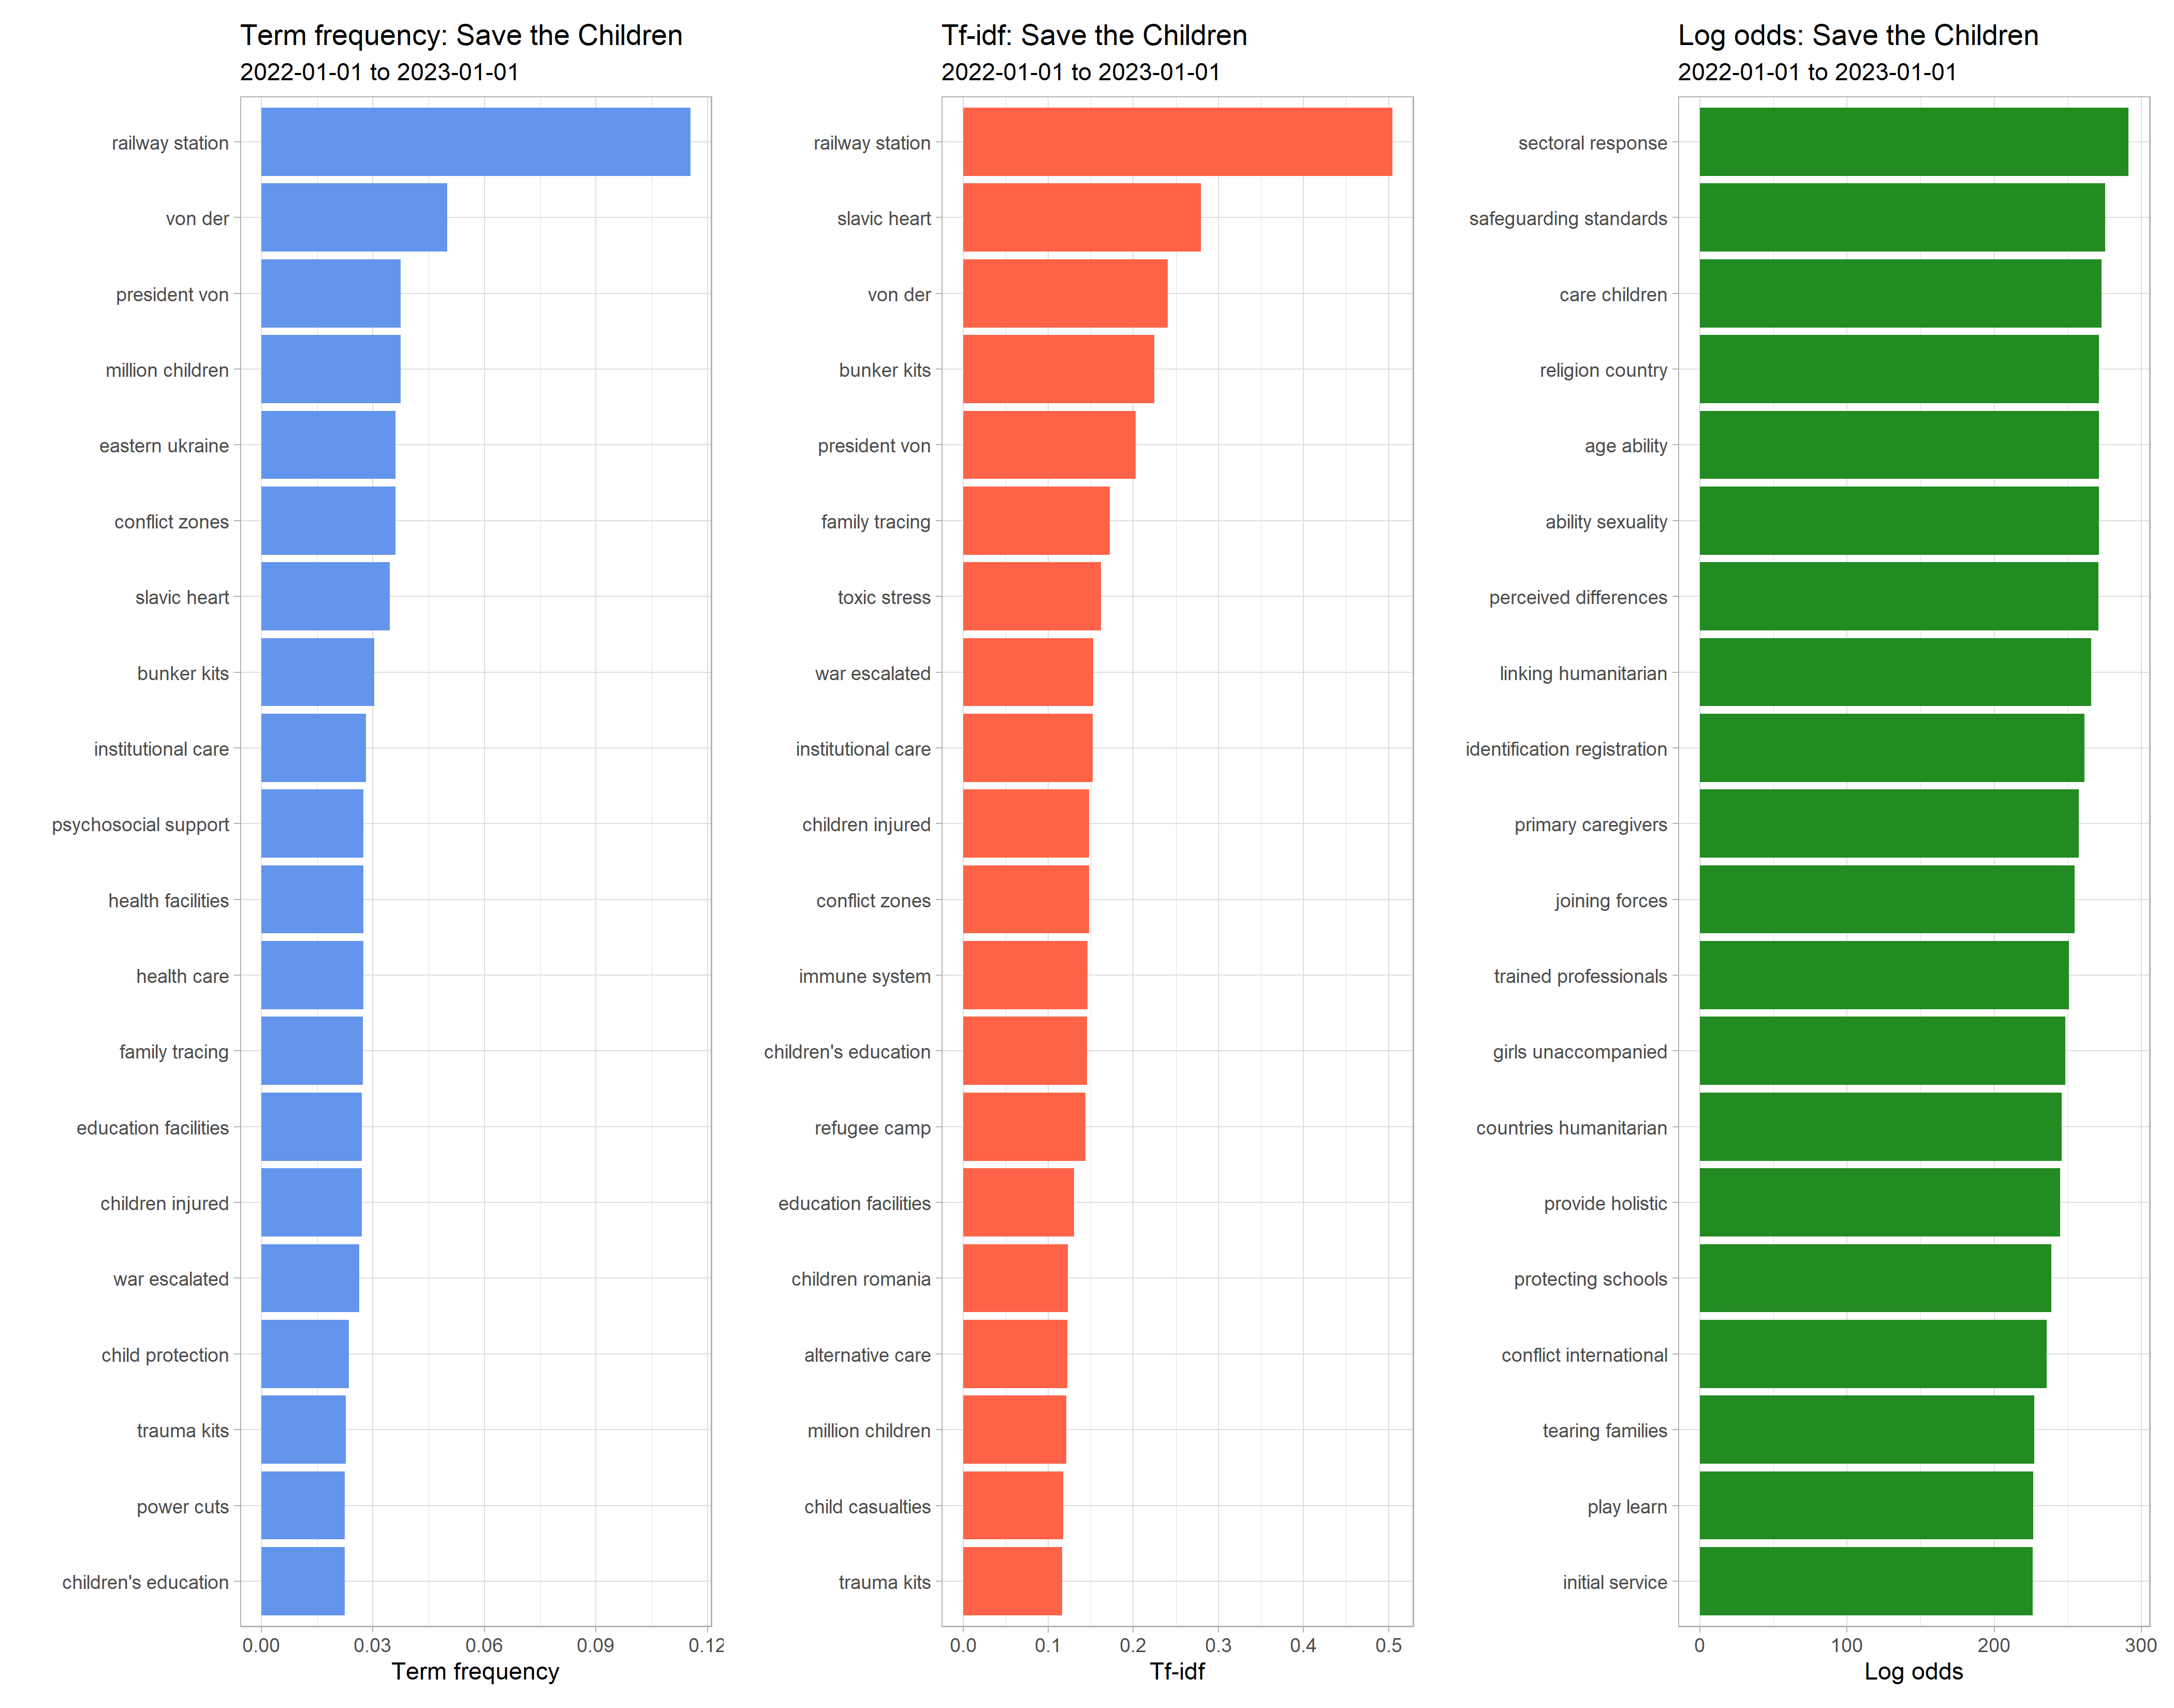 Term frequency: Save the Children
2022-01-01 to 2023-01-01
railway station
von der
president von
million children
eastern ukraine
conflict zones
slavic heart
bunker kits
institutional care
psychosocial support
health facilities
health care
family tracing
education facilities
children injured
war escalated
child protection
trauma kits
power cuts
children's education
0.00 0.03 0.06 0.09 0.12
Term frequency
Tf-idf: Save the Children
2022-01-01 to 2023-01-01
railway station
slavic heart
von der
bunker kits
president von
family tracing
toxic stress
war escalated
institutional care
children injured
conflict zones
immune system
children's education
refugee camp
education facilities
children romania
alternative care
million children
child casualties
trauma kits
0.0 0.1 0.2 0.3 0.4 0.5
Tf-idf
Log odds: Save the Children
2022-01-01 to 2023-01-01
sectoral response
safeguarding standards
care children
religion country
age ability
ability sexuality
perceived differences
linking humanitarian
identification registration
primary caregivers
joining forces
trained professionals
girls unaccompanied
countries humanitarian
provide holistic
protecting schools
conflict international
tearing families
play learn
initial service
0 100 200 300
Log odds